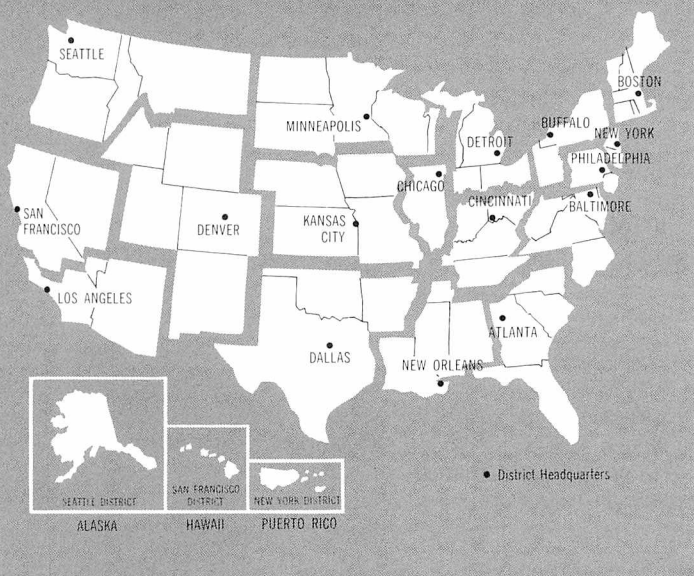 SEATTLE
BOSTON
MINNEAPOLIS
BUFFALO
NEW YORK
DETROIT
PHILADELPHIA
CHICAGO
CINCINNATI
BALTIMORE
SAN
FRANCISCO
DENVER
KANSAS
CITY
LOS ANGELES
ATLANTA
DALLAS
NEW ORLEANS
District Headquarters
SEATTLE DISTRICT
SAN FRANCISCO
DISTRICT
NEW YORK DISTRICT
ALASKA
HAWAII
PUERTO RICO